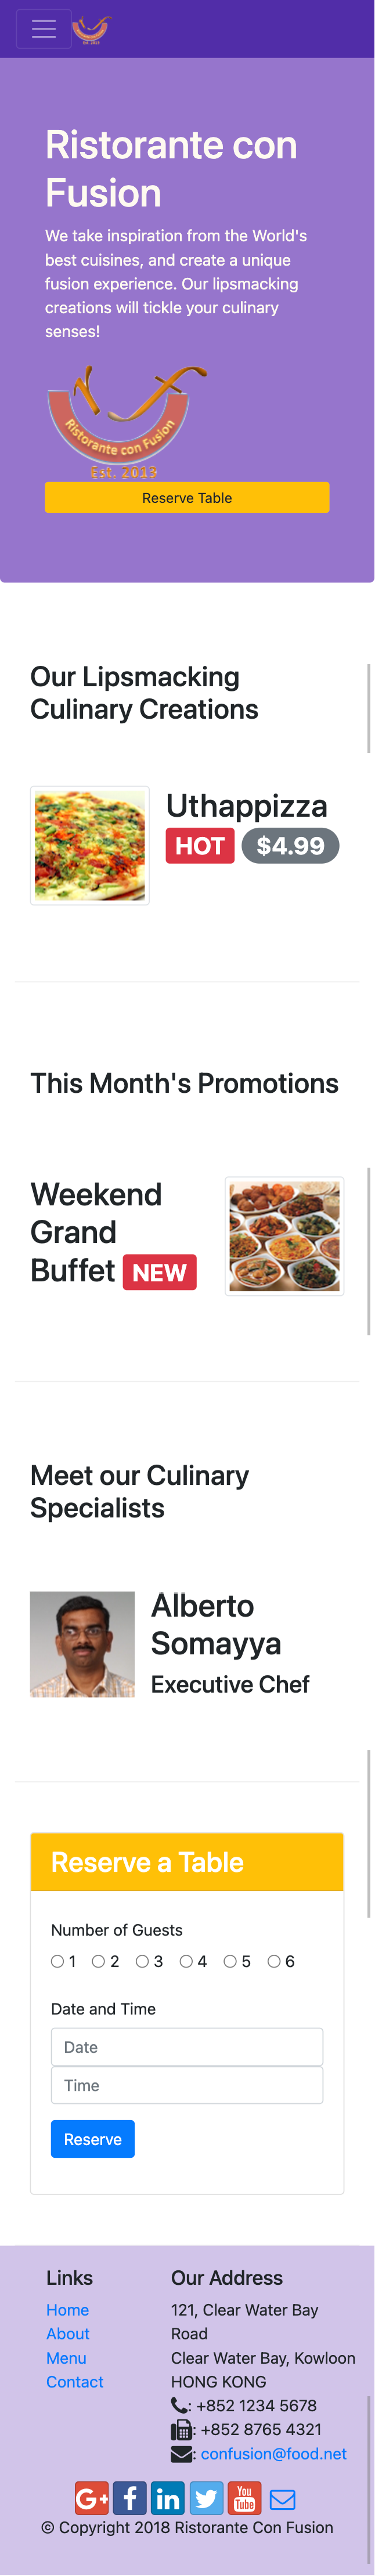 Ristorante con
Fusion
We take inspiration from the World's
best cuisines, and create a unique
fusion experience. Our lipsmacking
creations will tickle your culinary
senses!
Ristorante con Fusion
Est. 2013
Reserve Table
Our Lipsmacking
Culinary Creations
Uthappizza
HOT $4.99
This Month's Promotions
Weekend
Grand
Buffet NEW
Meet our Culinary
Specialists
Alberto
Somayya
Executive Chef
Reserve a Table
Number of Guests
1 2 3 4 5 6
Date and Time
Date
Time
Reserve
Links
Home
About
Menu
Contact
Our Address
121, Clear Water Bay
Road
Clear Water Bay, Kowloon
HONG KONG
: +852 1234 5678
: +852 8765 4321
: confusion@food.net
G+ f in You Tube
© Copyright 2018 Ristorante Con Fusion